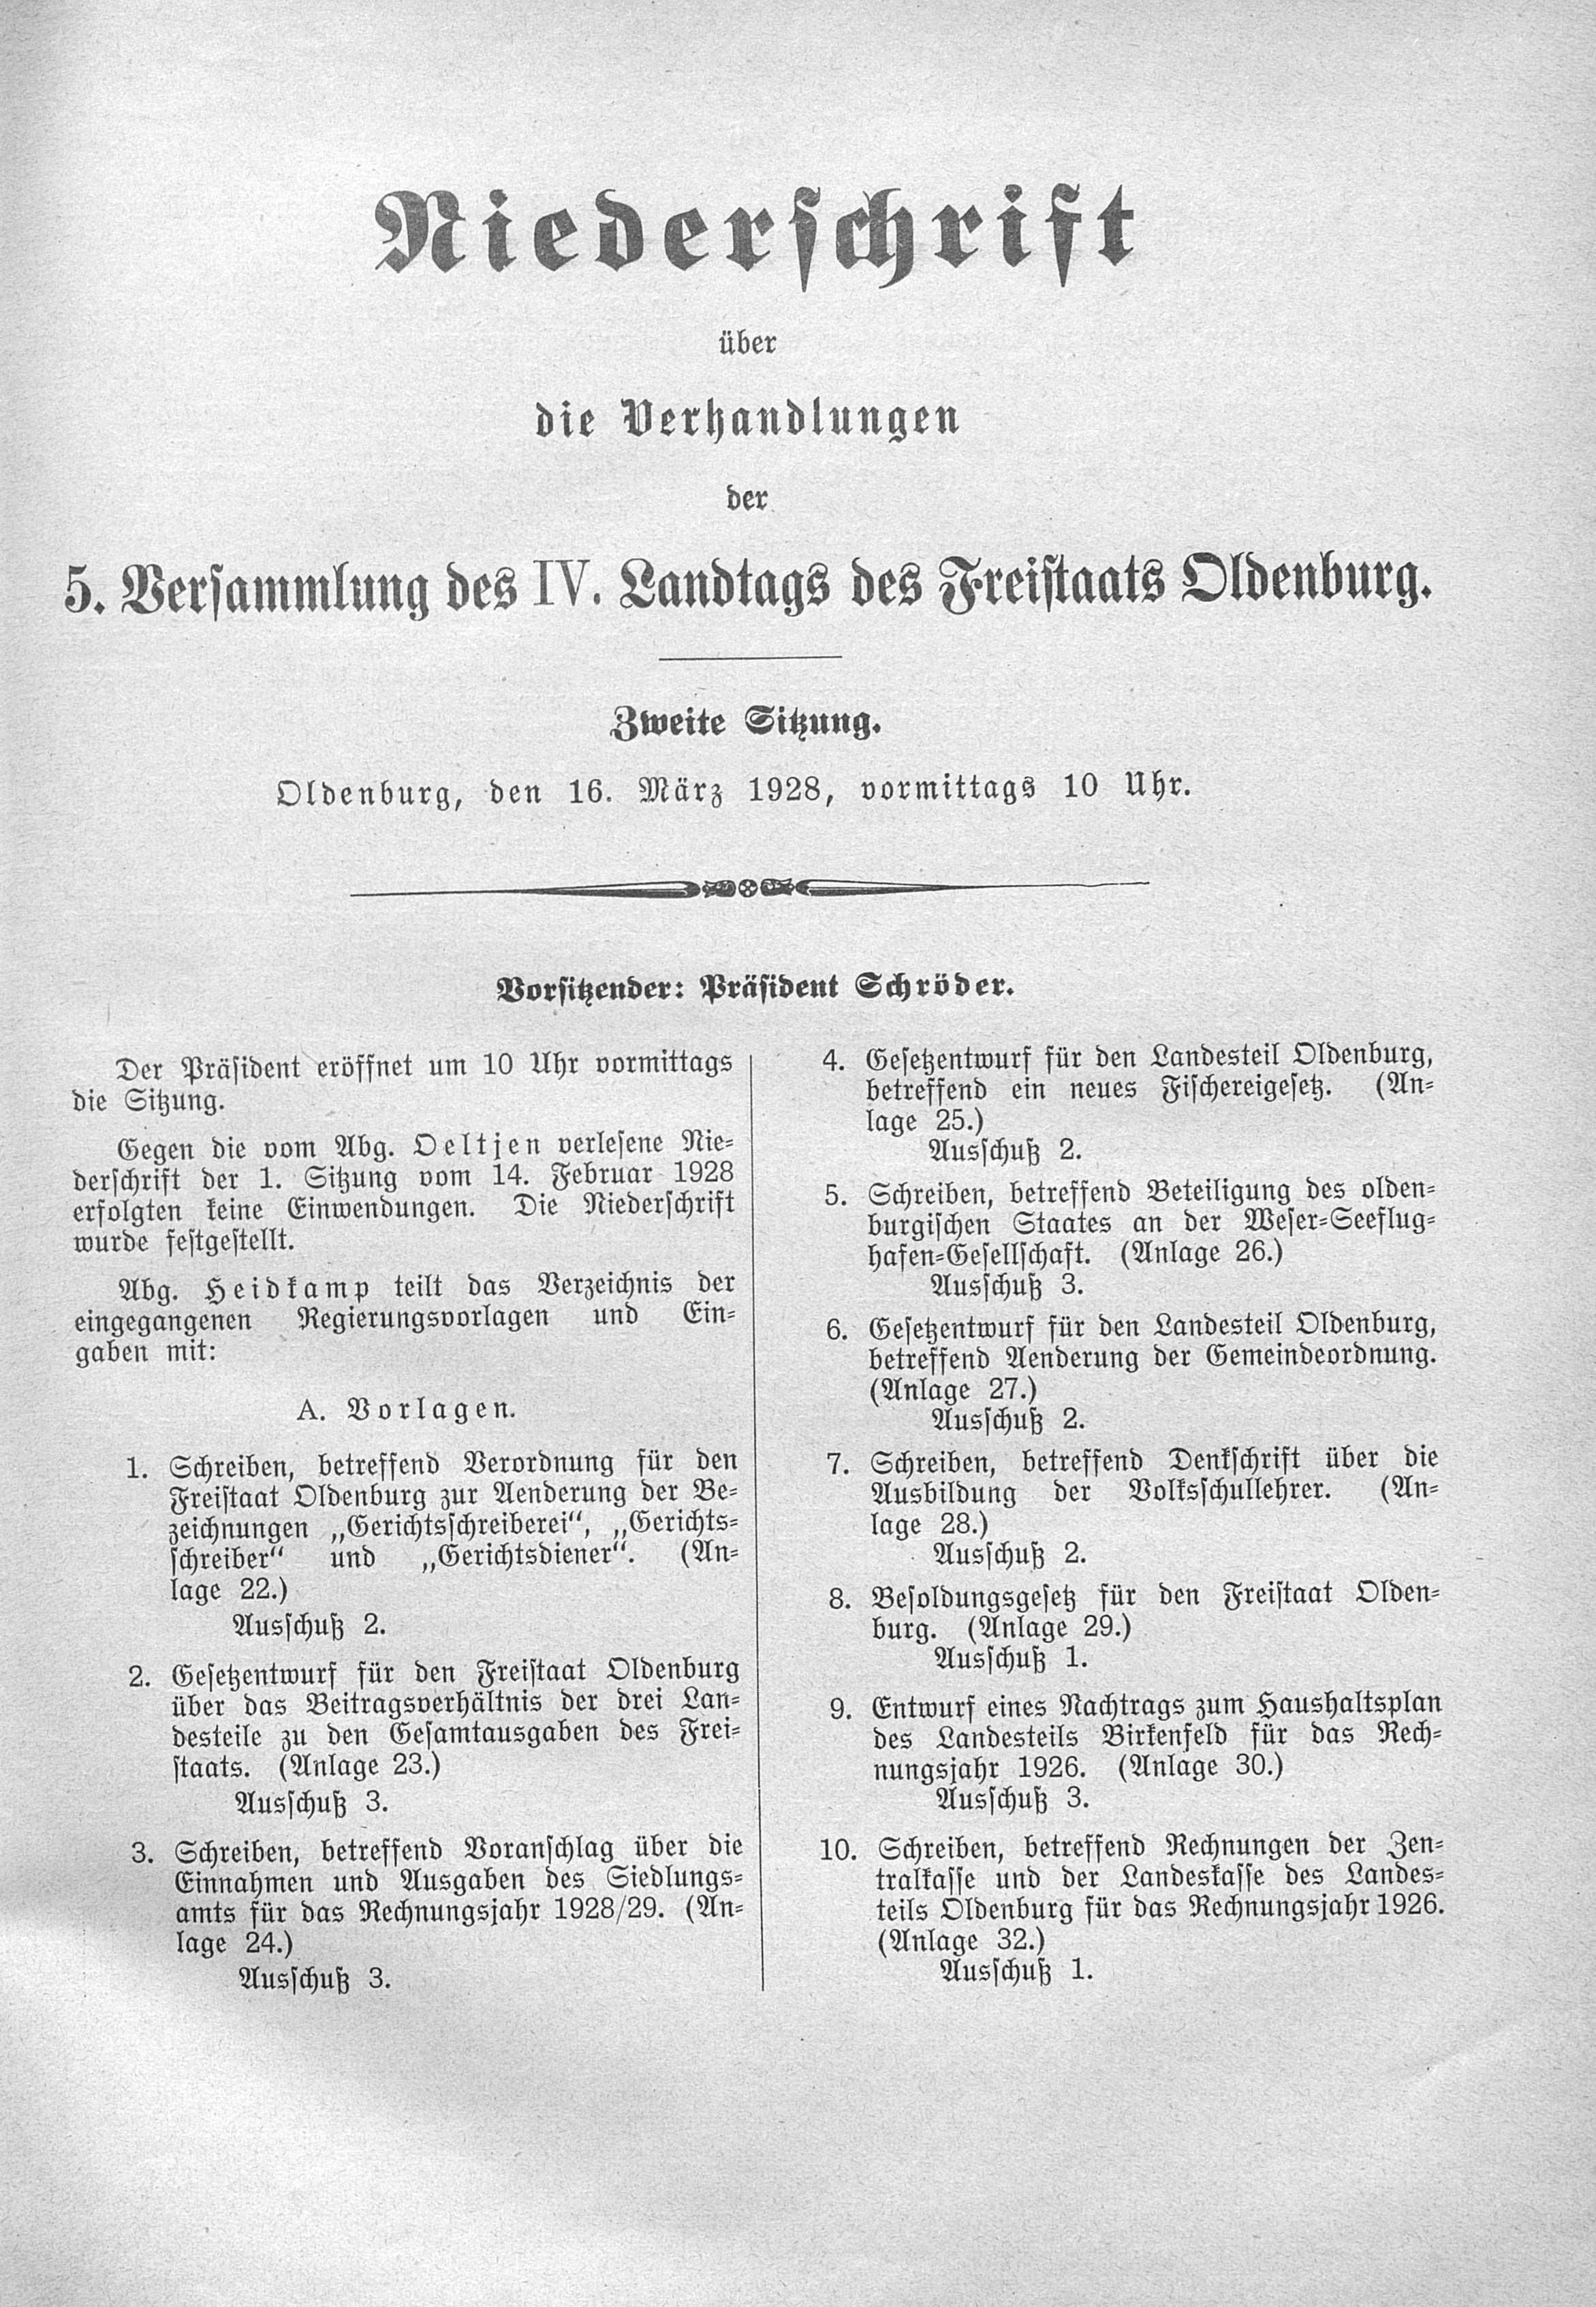 Niederschrift
über
die Verhandlungen
der
5. Versammlung des IV. Landtags des Freistaats Oldenburg.
Zweite Sitzung.
Oldenburg, den 16. März 1928, vormittags 10 Uhr.
Vorsitzender: Präsident Schröder.
Der Präsident eröffnet um 10 Uhr vormittags
die Sitzung.
Gegen die vom Abg. Oeltjen verlesene Nie-
derschrift der 1. Sitzung vom 14. Februar 1928
erfolgten keine Einwendungen. Die Niederschrift
wurde festgestellt.
Abg. Heidkamp teilt das Verzeichnis der
eingegangenen Regierungsvorlagen und Ein-
gaben mit:
A. Vorlagen.
1. Schreiben, betreffend Verordnung für den
Freistaat Oldenburg zur Aenderung der Be-
zeichnungen „Gerichtsschreiberei“, „Gerichts-
schreiber“ und „Gerichtsdiener“. (An-
lage 22.)
Ausschuß 2.
2. Gesetzentwurf für den Freistaat Oldenburg
über das Beitragsverhältnis der drei Lan-
desteile zu den Gesamtausgaben des Frei-
staats. (Anlage 23.)
Ausschuß 3.
3. Schreiben, betreffend Voranschlag über die
Einnahmen und Ausgaben des Siedlungs-
amts für das Rechnungsjahr 1928/29. (An-
lage 24.)
Ausschuß 3.
4. Gesetzentwurf für den Landesteil Oldenburg,
betreffend ein neues Fischereigesetz. (An-
lage 25.)
Ausschuß 2.
5. Schreiben, betreffend Beteiligung des olden-
burgischen Staates an der Weser-Seeflug-
hafen-Gesellschaft. (Anlage 26.)
Ausschuß 3.
6. Gesetzentwurf für den Landesteil Oldenburg,
betreffend Aenderung der Gemeindeordnung.
(Anlage 27.)
Ausschuß 2.
7. Schreiben, betreffend Denkschrift über die
Ausbildung der Volksschullehrer. (An-
lage 28.)
Ausschuß 2.
8. Besoldungsgesetz für den Freistaat Olden-
burg. (Anlage 29.)
Ausschuß 1.
9. Entwurf eines Nachtrags zum Haushaltsplan
des Landesteils Birkenfeld für das Rech-
nungsjahr 1926. (Anlage 30.)
Ausschuß 3.
10. Schreiben, betreffend Rechnungen der Zen-
tralkasse und der Landeskasse des Landes-
teils Oldenburg für das Rechnungsjahr 1926.
(Anlage 32.)
Ausschuß 1.